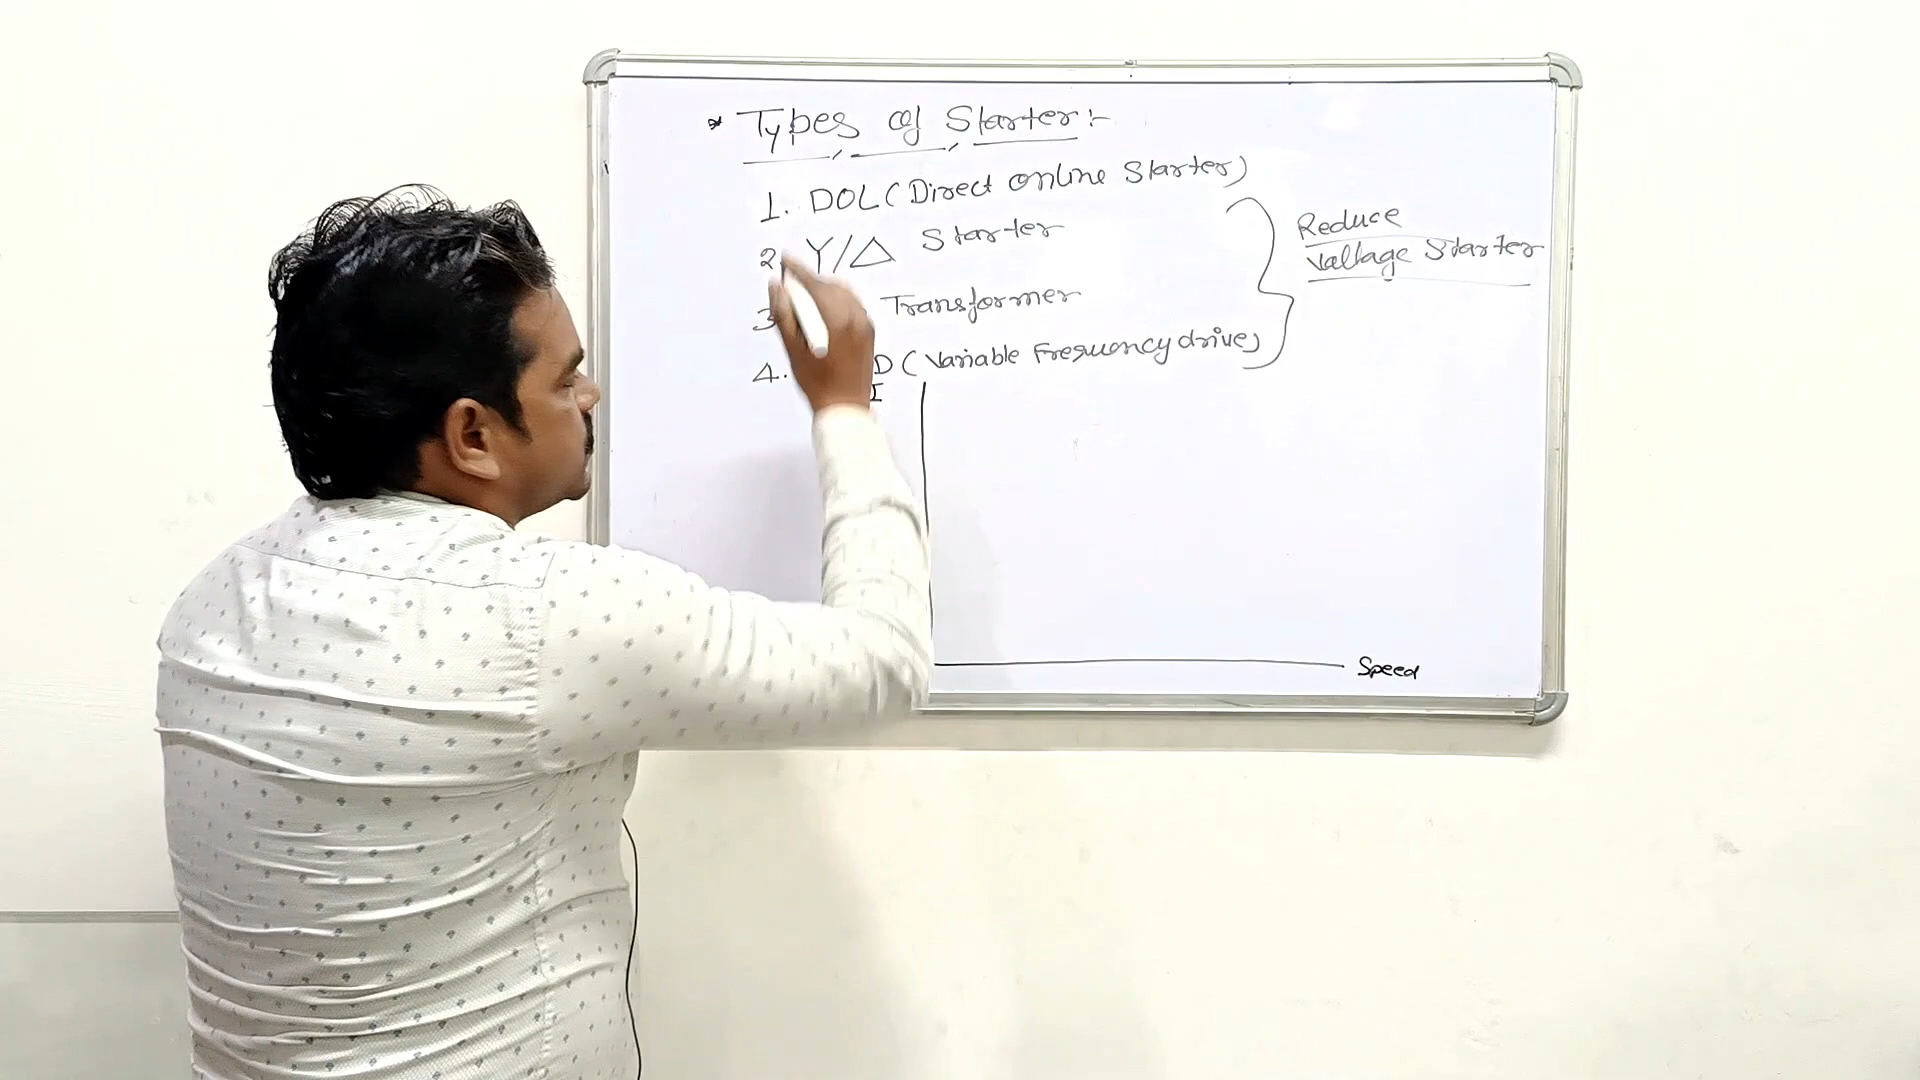 * Types of Starter:-
1. DOL (Direct online Starter)
2. Y/Δ Starter
3 Transformer
4. D (Variable Frequency drive)
Reduce
Vallage Starter
I
Speed